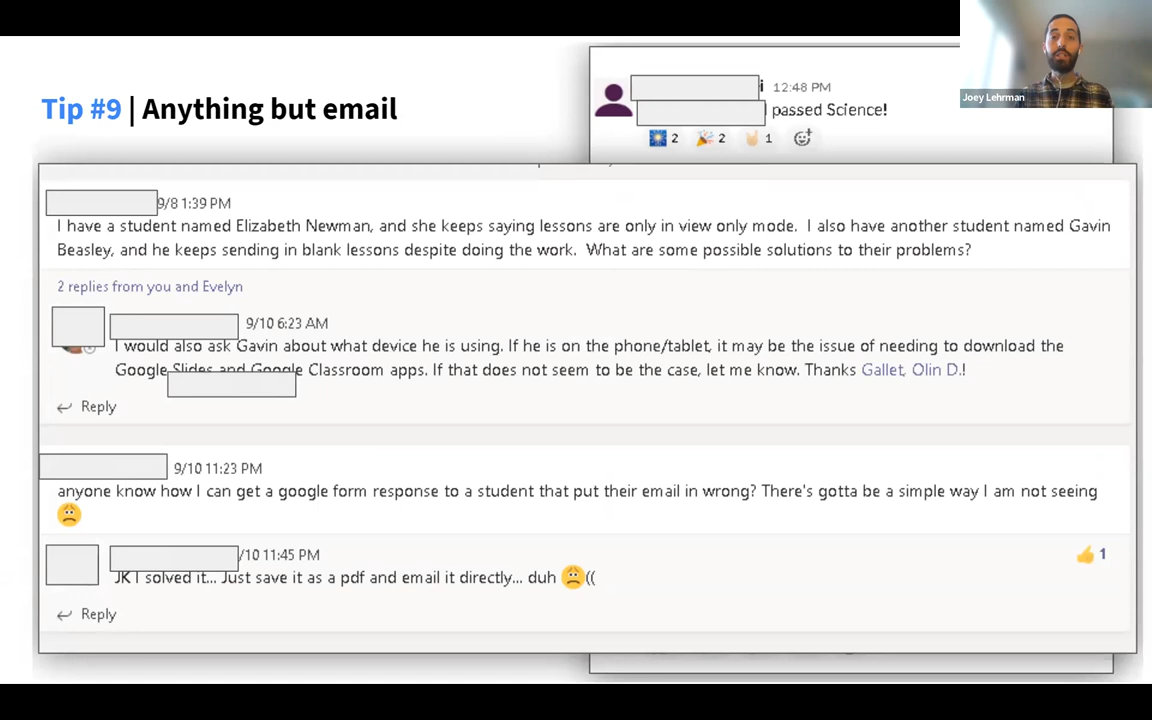 Tip #9 | Anything but email
12:48 PM
passed Science!
2 2 1
Joey Lehrman
9/8 1:39 PM
I have a student named Elizabeth Newman, and she keeps saying lessons are only in view only mode. I also have another student named Gavin
Beasley, and he keeps sending in blank lessons despite doing the work. What are some possible solutions to their problems?
2 replies from you and Evelyn
9/10 6:23 AM
I would also ask Gavin about what device he is using. If he is on the phone/tablet, it may be the issue of needing to download the
Google Slides and Google Classroom apps. If that does not seem to be the case, let me know. Thanks Gallet, Olin D.!
Reply
9/10 11:23 PM
anyone know how I can get a google form response to a student that put their email in wrong? There's gotta be a simple way I am not seeing
/10 11:45 PM
1
JK I solved it... Just save it as a pdf and email it directly... duh ((
Reply